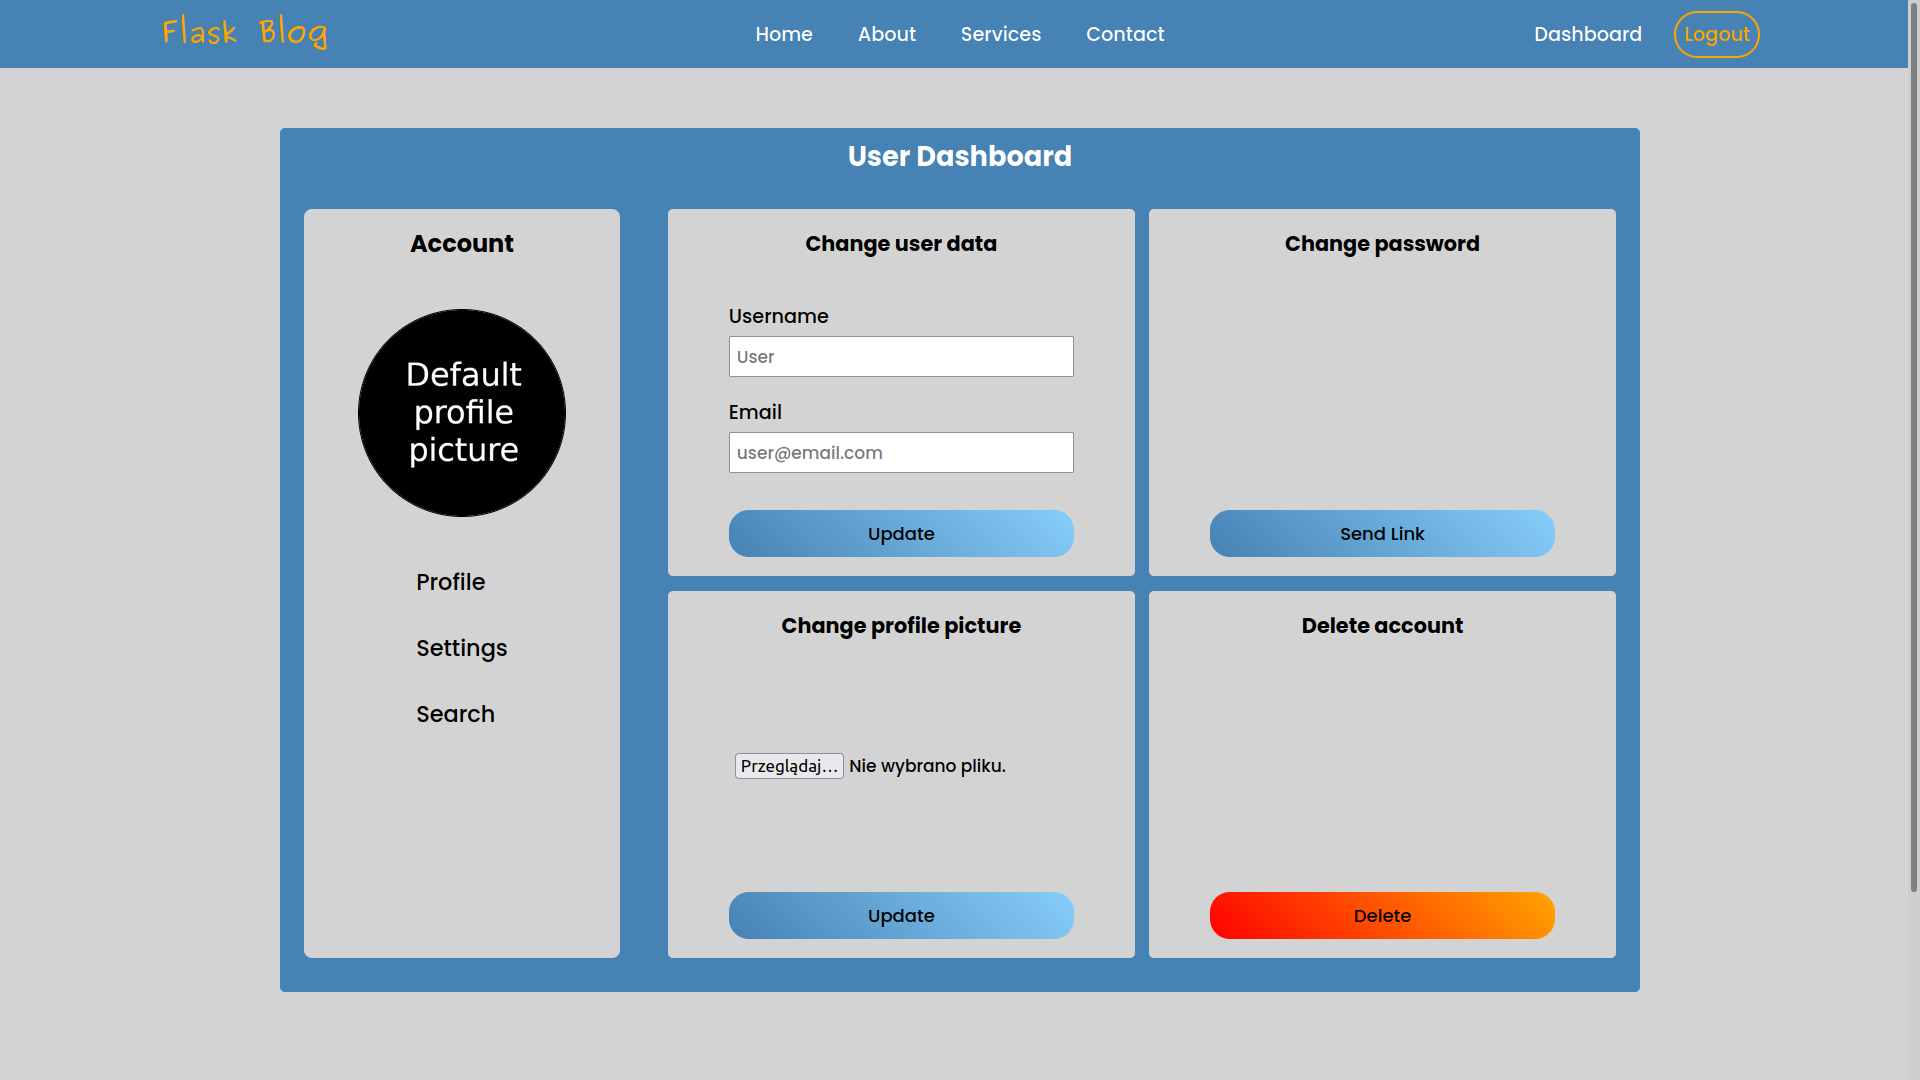 Flask Blog
Home About Services Contact
Dashboard Logout
User Dashboard
Account
Default
profile
picture
Profile
Settings
Search
Change user data
Username
User
Email
user@email.com
Update
Change password
Send Link
Change profile picture
Przeglądaj... Nie wybrano pliku.
Update
Delete account
Delete